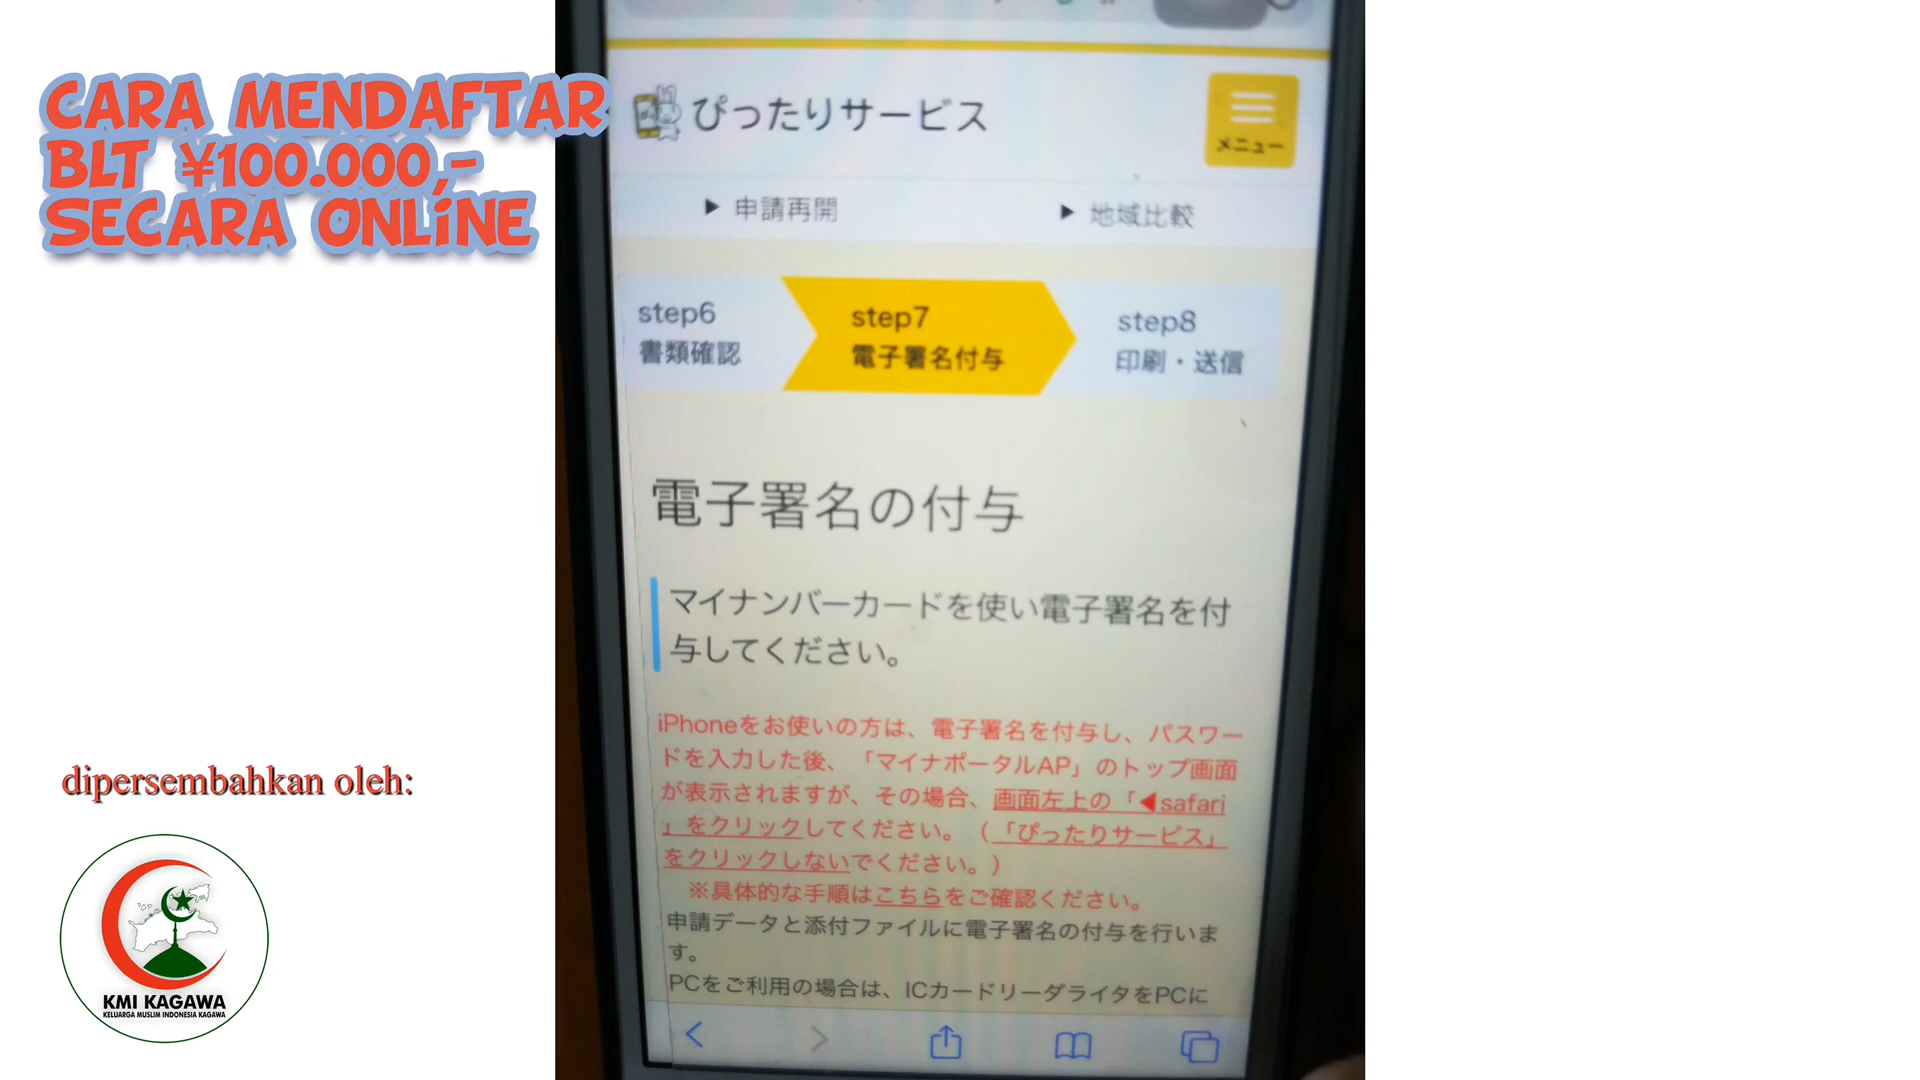 CARA MENDAFTAR
BLT ¥100.000,-
SECARA ONLINE
ぴったりサービス
メニュー
▶ 申請再開
▶ 地域比較
step6
書類確認
step7
電子署名付与
step8
印刷・送信
電子署名の付与
マイナンバーカードを使い電子署名を付
与してください。
iPhoneをお使いの方は、電子署名を付与し、パスワー
ドを入力した後、「マイナポータルAP」のトップ画面
が表示されますが、その場合、画面左上の「◀safari
」をクリックしてください。(「ぴったりサービス」
をクリックしないでください。)
※具体的な手順はこちらをご確認ください。
申請データと添付ファイルに電子署名の付与を行いま
す。
PCをご利用の場合は、ICカードリーダライタをPCに
dipersembahkan oleh:
KMI KAGAWA
KELUARGA MUSLIM INDONESIA KAGAWA